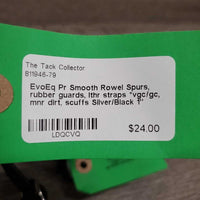 The Tack Collector
811946-79
EvoEq Pr Smooth Rowel Spurs,
rubber guards, lthr straps *vgc/gc,
mnr dirt, scuffs Silver/Black 1"
LDQCVQ
$24.00